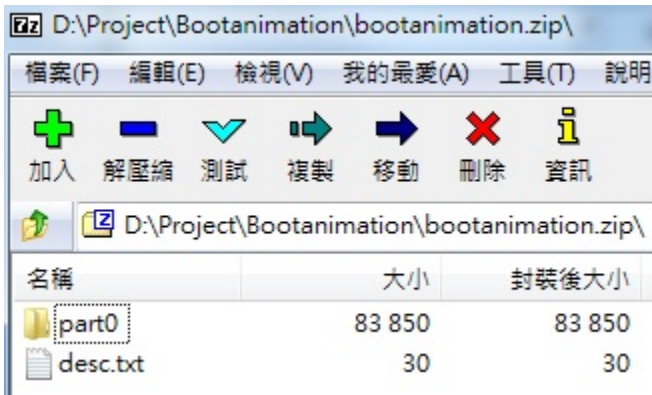 D:\Project\Bootanimation\bootanimation.zip\
檔案(F) 編輯(E) 檢視(V) 我的最愛(A) 工具(T) 說明
加入 解壓縮 測試 複製 移動 刪除 資訊
D:\Project\Bootanimation\bootanimation.zip\
名稱 大小 封裝後大小
part0 83 850 83 850
desc.txt 30 30